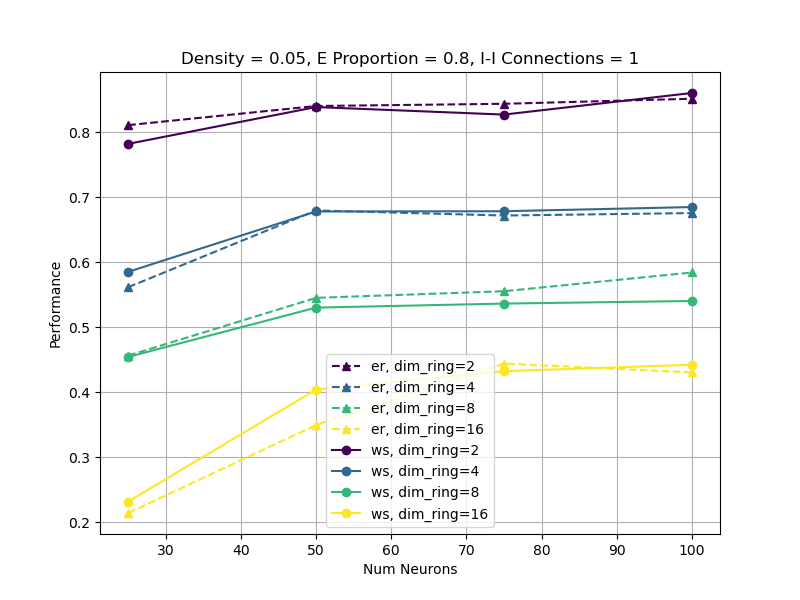 Density = 0.05, E Proportion = 0.8, I-I Connections = 1
Performance
0.8
0.7
0.6
0.5
0.4
0.3
0.2
er, dim_ring=2
er, dim_ring=4
er, dim_ring=8
er, dim_ring=16
ws, dim_ring=2
ws, dim_ring=4
ws, dim_ring=8
ws, dim_ring=16
30 40 50 60 70 80 90 100
Num Neurons